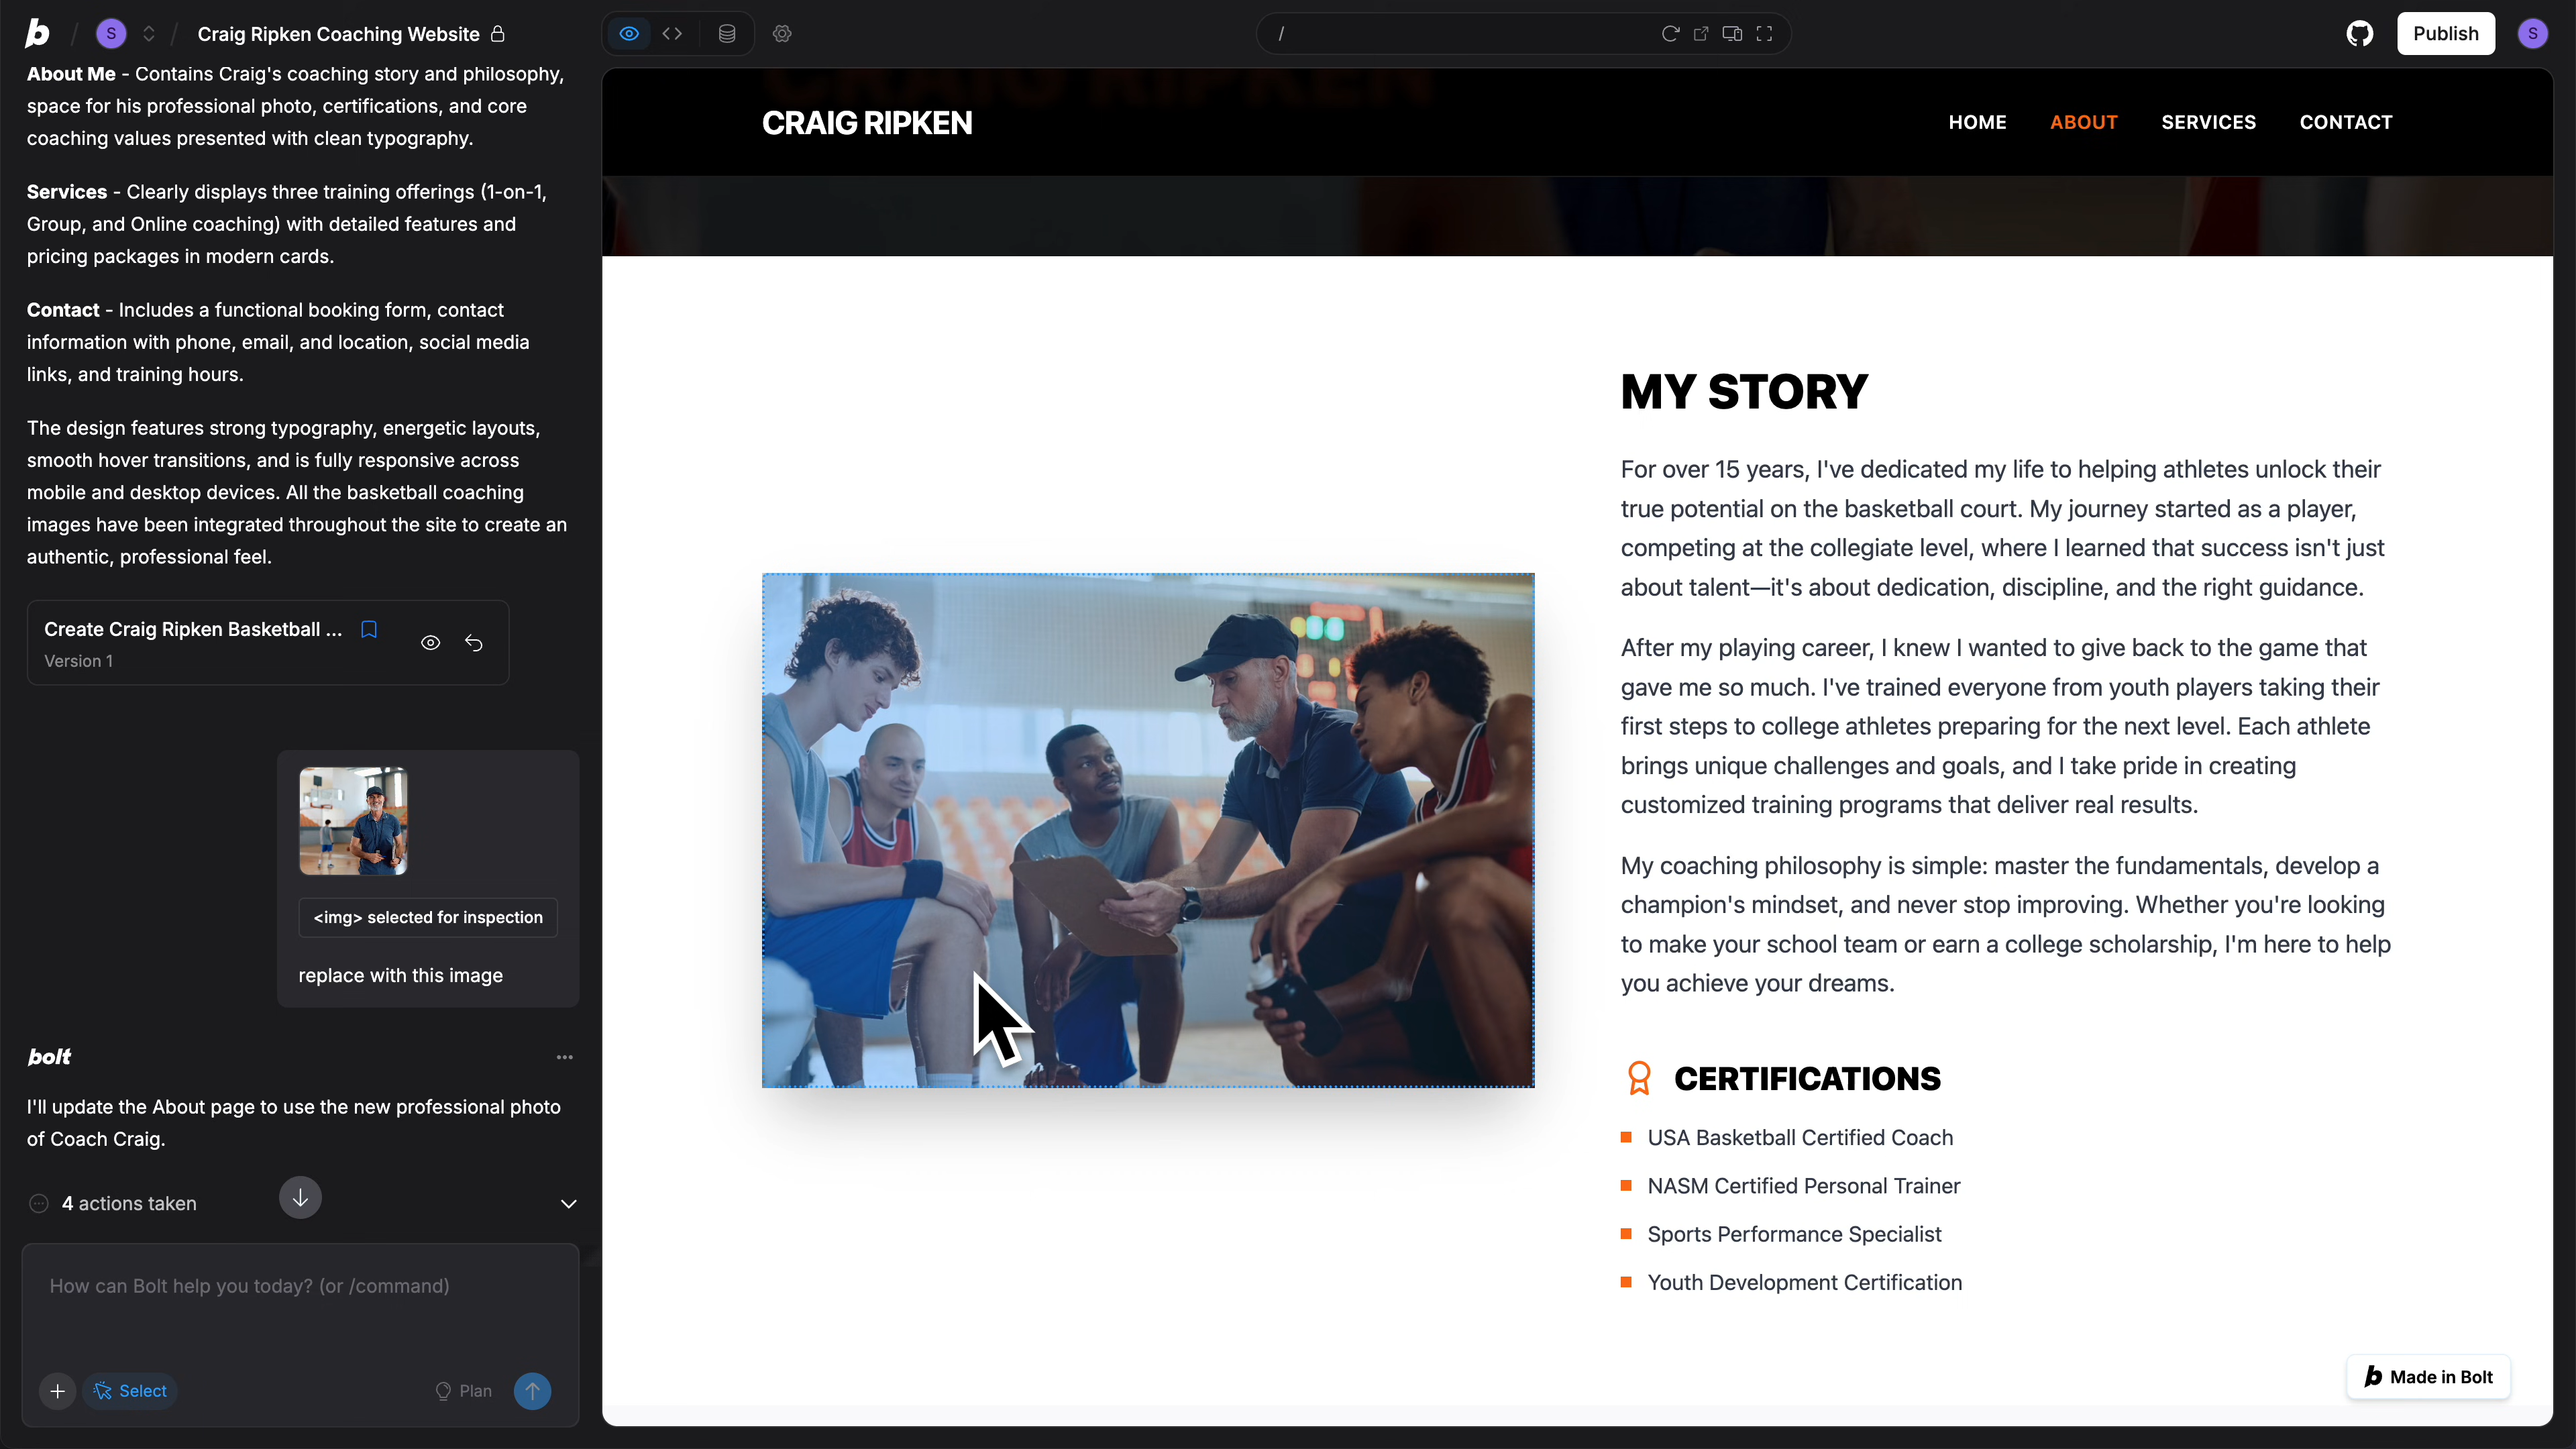 b / S / Craig Ripken Coaching Website
/
Publish
S
About Me - Contains Craig's coaching story and philosophy,
space for his professional photo, certifications, and core
coaching values presented with clean typography.
Services - Clearly displays three training offerings (1-on-1,
Group, and Online coaching) with detailed features and
pricing packages in modern cards.
Contact - Includes a functional booking form, contact
information with phone, email, and location, social media
links, and training hours.
The design features strong typography, energetic layouts,
smooth hover transitions, and is fully responsive across
mobile and desktop devices. All the basketball coaching
images have been integrated throughout the site to create an
authentic, professional feel.
Create Craig Ripken Basketball ...
Version 1
<img> selected for inspection
replace with this image
bolt
I'll update the About page to use the new professional photo
of Coach Craig.
4 actions taken
How can Bolt help you today? (or /command)
Select
Plan
CRAIG RIPKEN
CRAIG RIPKEN
HOME
ABOUT
SERVICES
CONTACT
MY STORY
For over 15 years, I've dedicated my life to helping athletes unlock their
true potential on the basketball court. My journey started as a player,
competing at the collegiate level, where I learned that success isn't just
about talent—it's about dedication, discipline, and the right guidance.
After my playing career, I knew I wanted to give back to the game that
gave me so much. I've trained everyone from youth players taking their
first steps to college athletes preparing for the next level. Each athlete
brings unique challenges and goals, and I take pride in creating
customized training programs that deliver real results.
My coaching philosophy is simple: master the fundamentals, develop a
champion's mindset, and never stop improving. Whether you're looking
to make your school team or earn a college scholarship, I'm here to help
you achieve your dreams.
CERTIFICATIONS
USA Basketball Certified Coach
NASM Certified Personal Trainer
Sports Performance Specialist
Youth Development Certification
b Made in Bolt